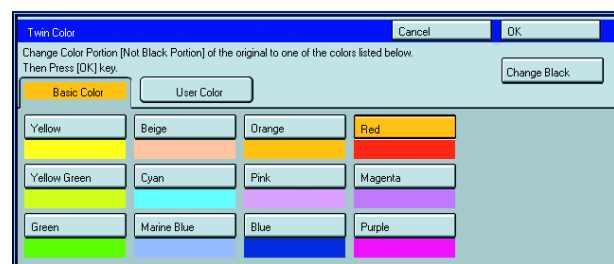 Twin Color Cancel OK
Change Color Portion [Not Black Portion] of the original to one of the colors listed below.
Then Press [OK] key.
Change Black
Basic Color User Color
Yellow Beige Orange Red
Yellow Green Cyan Pink Magenta
Green Marine Blue Blue Purple